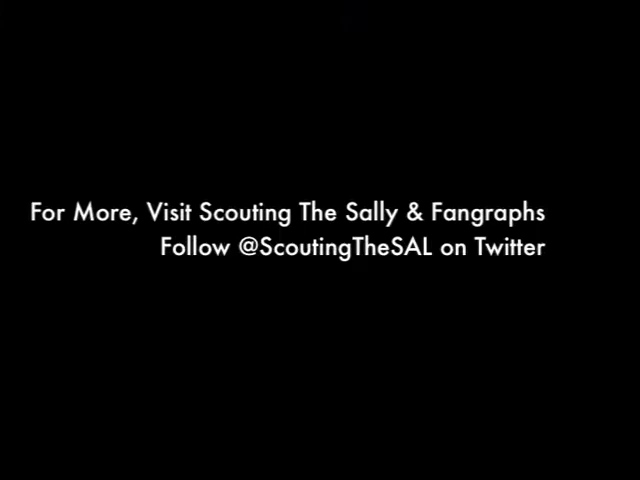 For More, Visit Scouting The Sally & Fangraphs
Follow @ScoutingTheSAL on Twitter